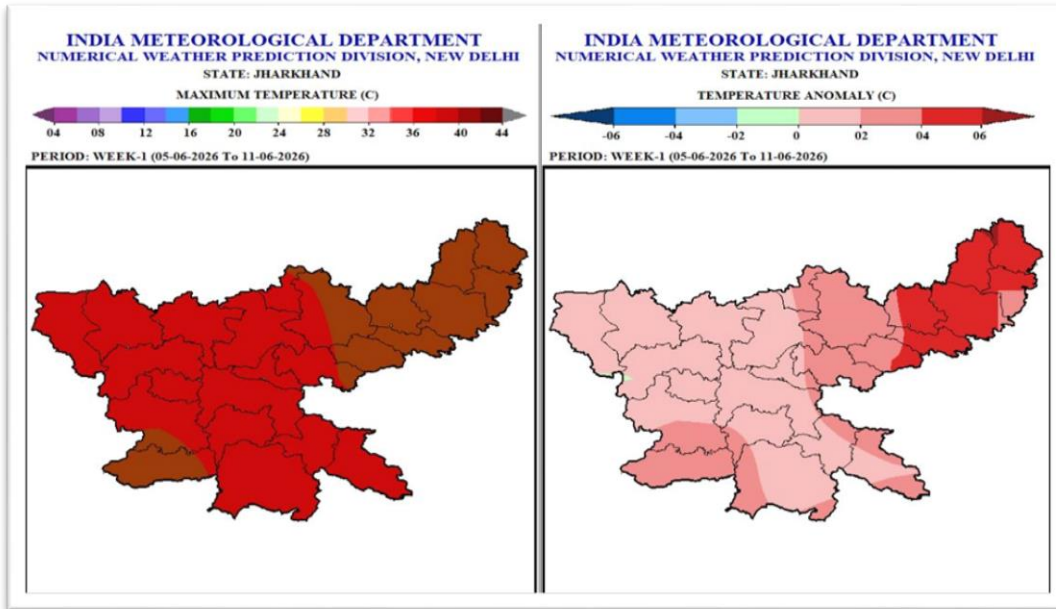 INDIA METEOROLOGICAL DEPARTMENT
NUMERICAL WEATHER PREDICTION DIVISION, NEW DELHI
STATE: JHARKHAND
MAXIMUM TEMPERATURE (C)
04 08 12 16 20 24 28 32 36 40 44
PERIOD: WEEK-1 (05-06-2026 To 11-06-2026)
INDIA METEOROLOGICAL DEPARTMENT
NUMERICAL WEATHER PREDICTION DIVISION, NEW DELHI
STATE: JHARKHAND
TEMPERATURE ANOMALY (C)
-06 -04 -02 0 02 04 06
PERIOD: WEEK-1 (05-06-2026 To 11-06-2026)